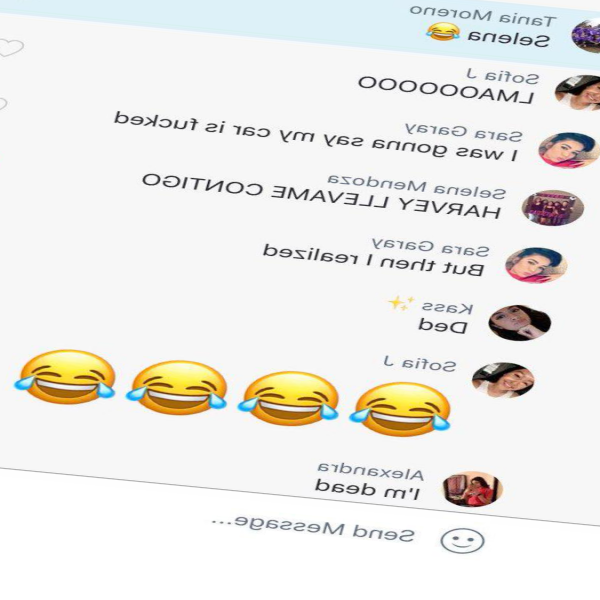 Tania Moreno
Selena 😂
Sofia J
LMAOOOOOO
Sara Garay
I was gonna say my car is fucked
Selena Mendoza
HARVEY LLEVAME CONTIGO
Sara Garay
But then I realized
Kass ✨
Ded
Sofia J
😂😂😂😂
Alexandra
I'm dead
Send Message...